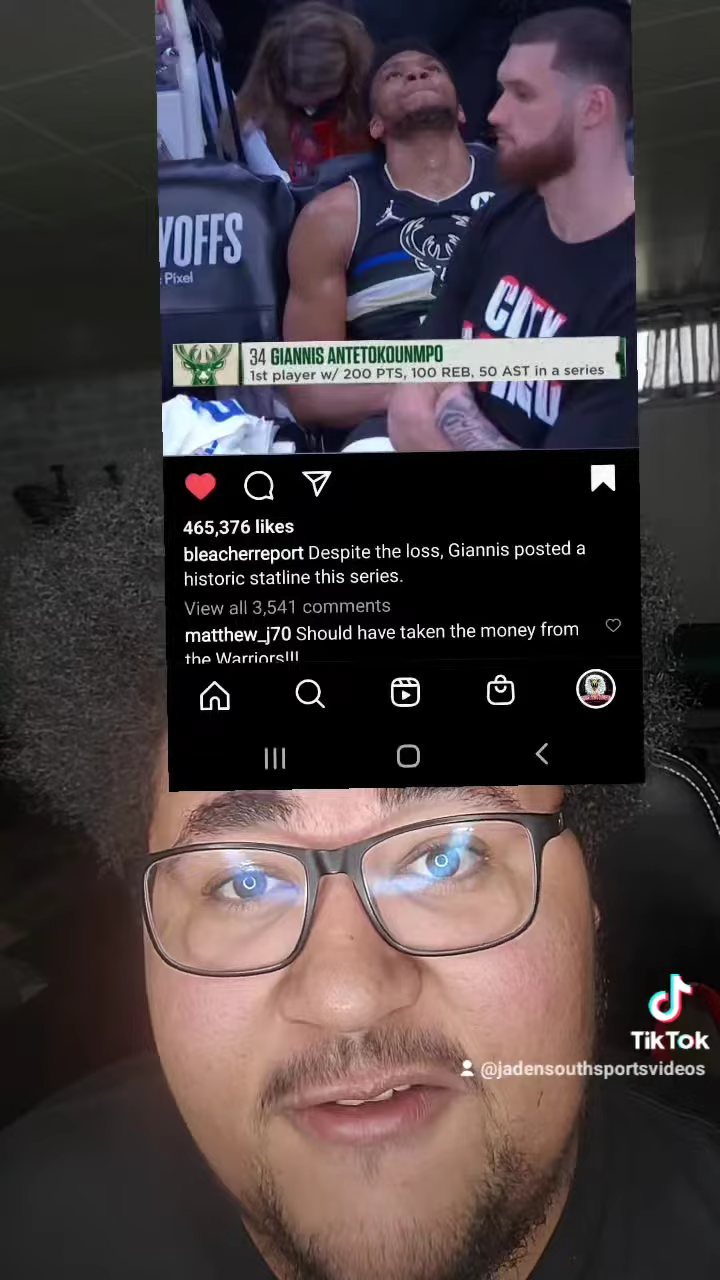 YOFFS
Pixel
CITY
34 GIANNIS ANTETOKOUNMPO
1st player w/ 200 PTS, 100 REB, 50 AST in a series
465,376 likes
bleacherreport Despite the loss, Giannis posted a
historic statline this series.
View all 3,541 comments
matthew_j70 Should have taken the money from
the Warriors!!!
TikTok
@jadensouthsportsvideos